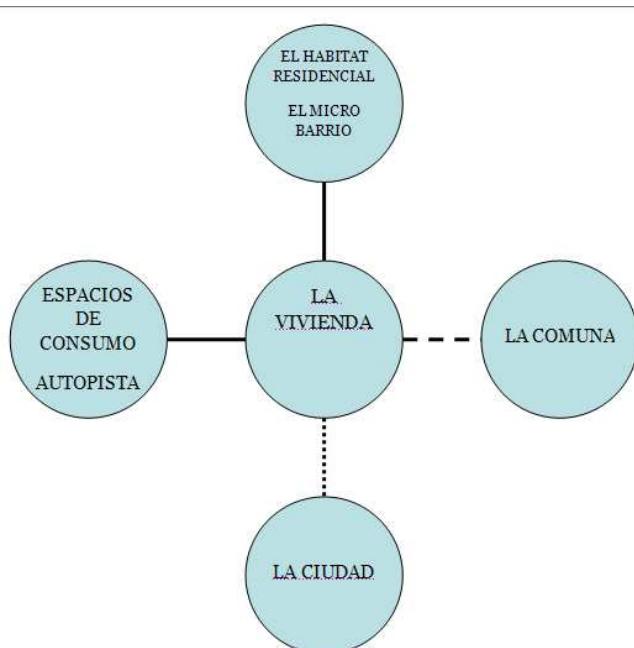 EL HABITAT
RESIDENCIAL
EL MICRO
BARRIO
ESPACIOS
DE
CONSUMO
AUTOPISTA
LA
VIVIENDA
LA COMUNA
LA CIUDAD